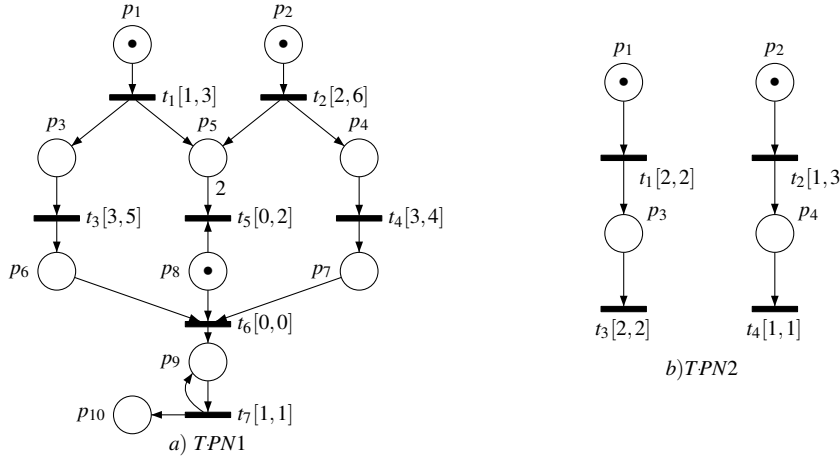 p1 p2
t1[1,3] t2[2,6]
p3 p5 p4
2
t3[3,5] t5[0,2] t4[3,4]
p6 p8 p7
t6[0,0]
p9
p10 t7[1,1]
a) TPN1
p1 p2
t1[2,2] t2[1,3
p3 p4
t3[2,2] t4[1,1]
b)TPN2